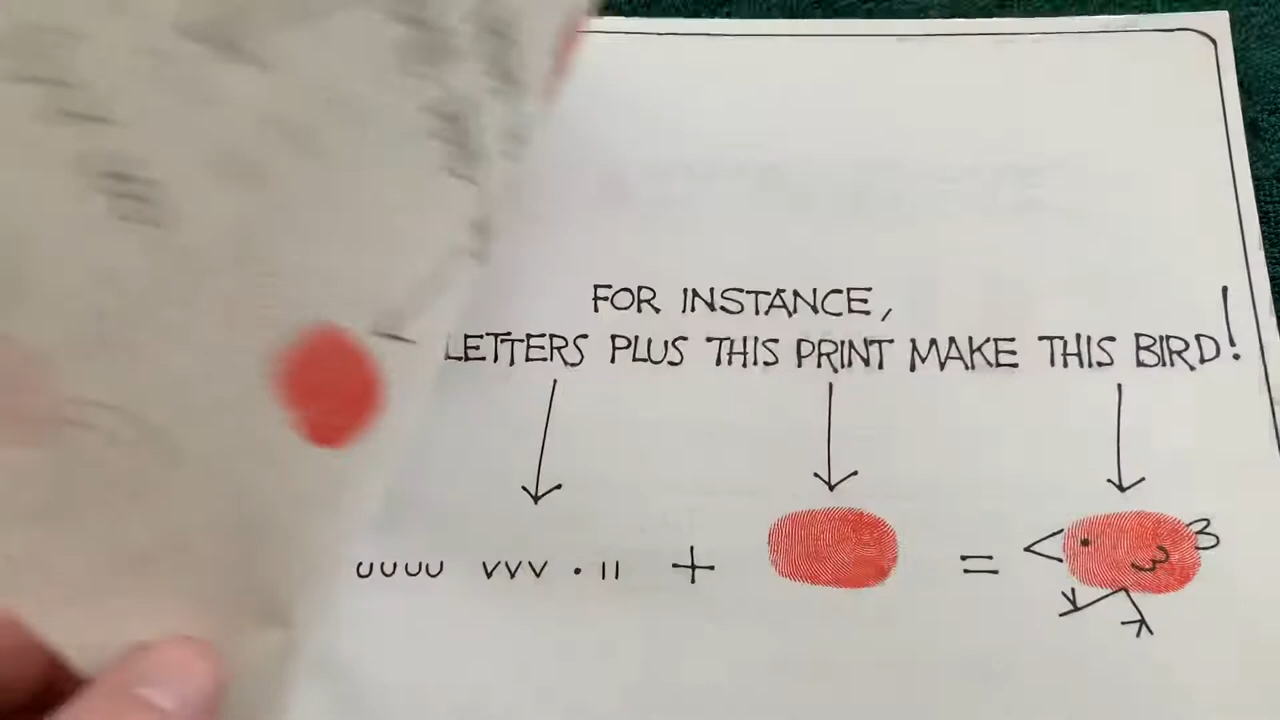 FOR INSTANCE,
LETTERS PLUS THIS PRINT MAKE THIS BIRD!
UUUU VVV . II + =